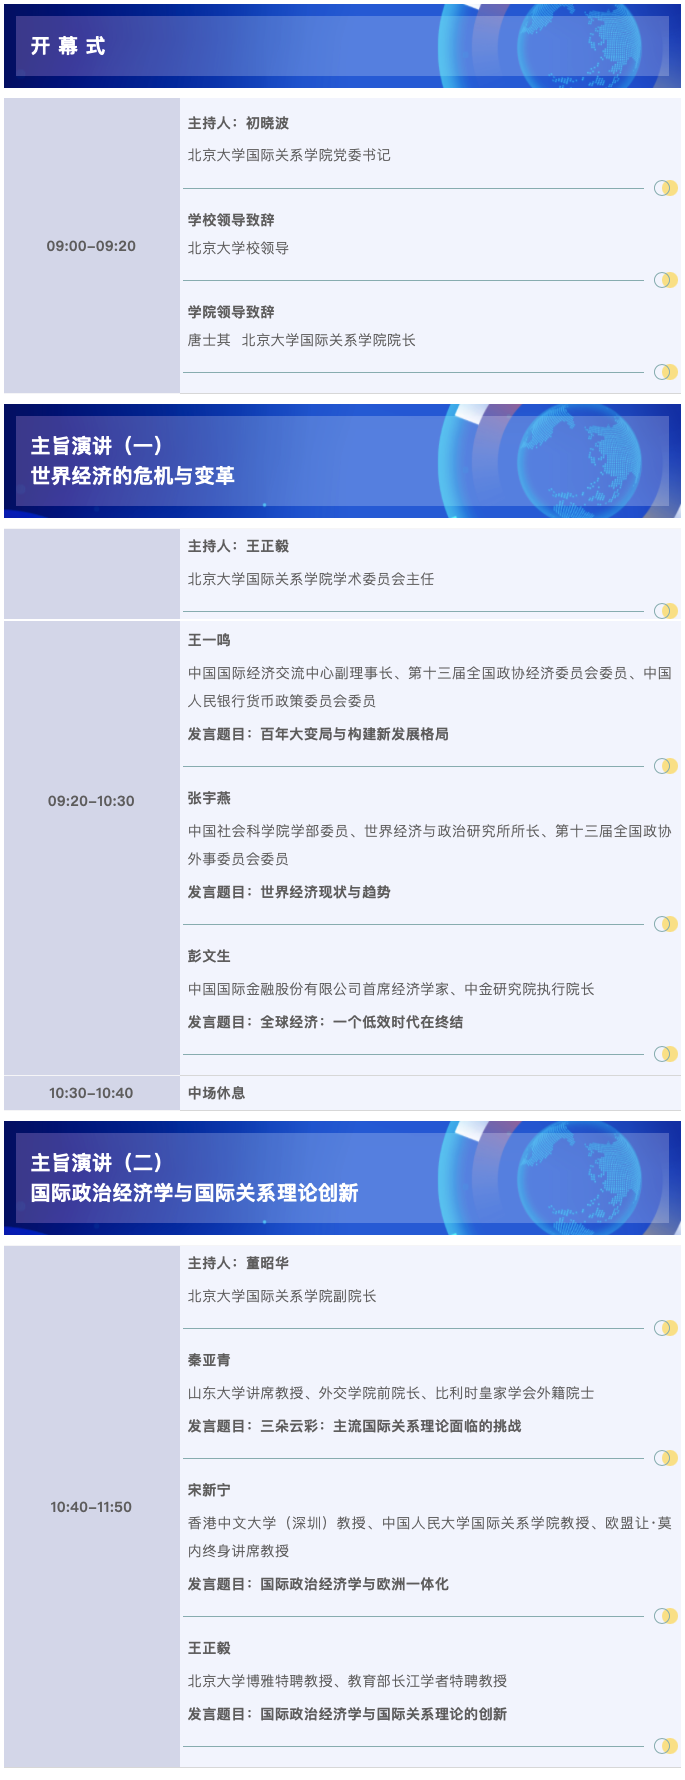 开 幕 式
09:00–09:20
主持人：初晓波
北京大学国际关系学院党委书记
学校领导致辞
北京大学校领导
学院领导致辞
唐士其 北京大学国际关系学院院长
主旨演讲（一）
世界经济的危机与变革
主持人：王正毅
北京大学国际关系学院学术委员会主任
09:20–10:30
王一鸣
中国国际经济交流中心副理事长、第十三届全国政协经济委员会委员、中国
人民银行货币政策委员会委员
发言题目：百年大变局与构建新发展格局
张宇燕
中国社会科学院学部委员、世界经济与政治研究所所长、第十三届全国政协
外事委员会委员
发言题目：世界经济现状与趋势
彭文生
中国国际金融股份有限公司首席经济学家、中金研究院执行院长
发言题目：全球经济：一个低效时代在终结
10:30–10:40
中场休息
主旨演讲（二）
国际政治经济学与国际关系理论创新
10:40–11:50
主持人：董昭华
北京大学国际关系学院副院长
秦亚青
山东大学讲席教授、外交学院前院长、比利时皇家学会外籍院士
发言题目：三朵云彩：主流国际关系理论面临的挑战
宋新宁
香港中文大学（深圳）教授、中国人民大学国际关系学院教授、欧盟让·莫
内终身讲席教授
发言题目：国际政治经济学与欧洲一体化
王正毅
北京大学博雅特聘教授、教育部长江学者特聘教授
发言题目：国际政治经济学与国际关系理论的创新